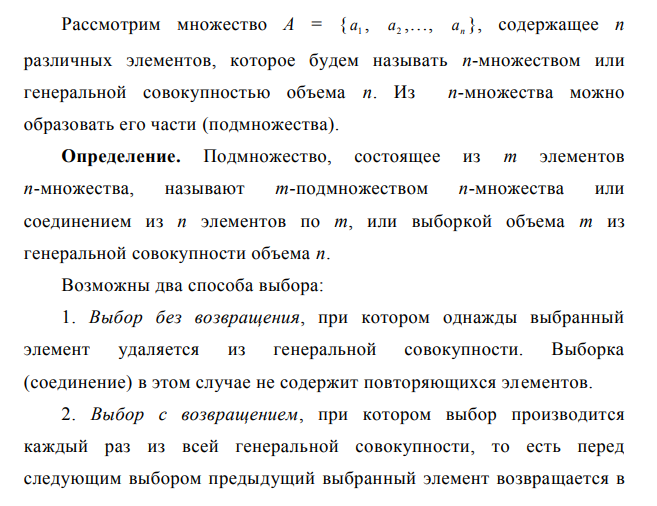 Рассмотрим множество A = {a₁, a₂,…, aₙ}, содержащее n
различных элементов, которое будем называть n-множеством или
генеральной совокупностью объема n. Из n-множества можно
образовать его части (подмножества).
Определение. Подмножество, состоящее из m элементов
n-множества, называют m-подмножеством n-множества или
соединением из n элементов по m, или выборкой объема m из
генеральной совокупности объема n.
Возможны два способа выбора:
1. Выбор без возвращения, при котором однажды выбранный
элемент удаляется из генеральной совокупности. Выборка
(соединение) в этом случае не содержит повторяющихся элементов.
2. Выбор с возвращением, при котором выбор производится
каждый раз из всей генеральной совокупности, то есть перед
следующим выбором предыдущий выбранный элемент возвращается в